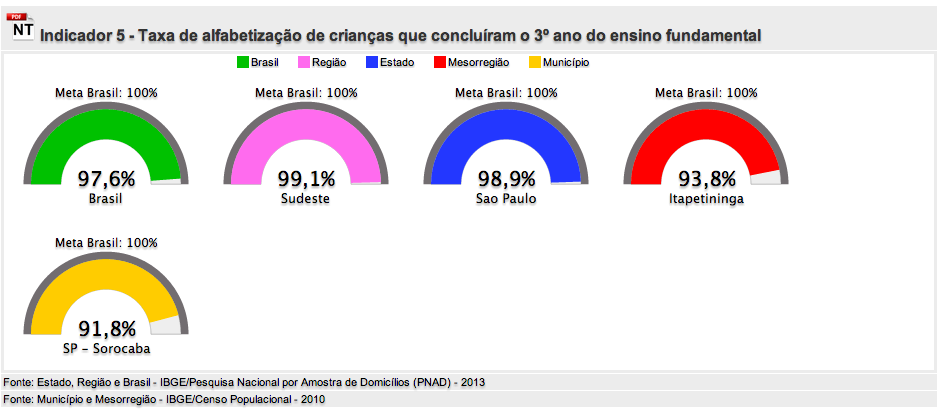 PDF
NT
Indicador 5 - Taxa de alfabetização de crianças que concluíram o 3º ano do ensino fundamental
Brasil Região Estado Mesorregião Município
Meta Brasil: 100% Meta Brasil: 100% Meta Brasil: 100% Meta Brasil: 100%
97,6% 99,1% 98,9% 93,8%
Brasil Sudeste Sao Paulo Itapetininga
Meta Brasil: 100%
91,8%
SP - Sorocaba
Fonte: Estado, Região e Brasil - IBGE/Pesquisa Nacional por Amostra de Domicílios (PNAD) - 2013
Fonte: Município e Mesorregião - IBGE/Censo Populacional - 2010